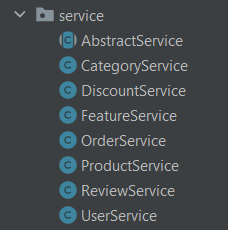 service
AbstractService
CategoryService
DiscountService
FeatureService
OrderService
ProductService
ReviewService
UserService